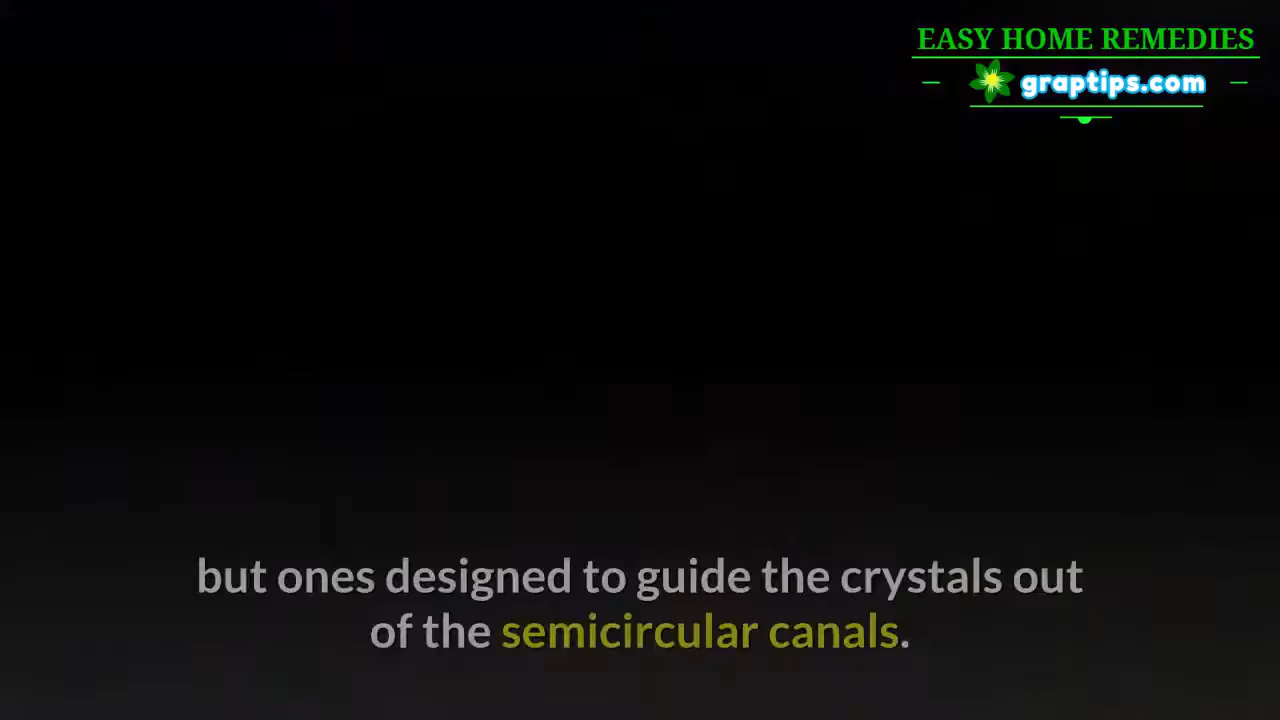 EASY HOME REMEDIES
graptips.com
but ones designed to guide the crystals out
of the semicircular canals.